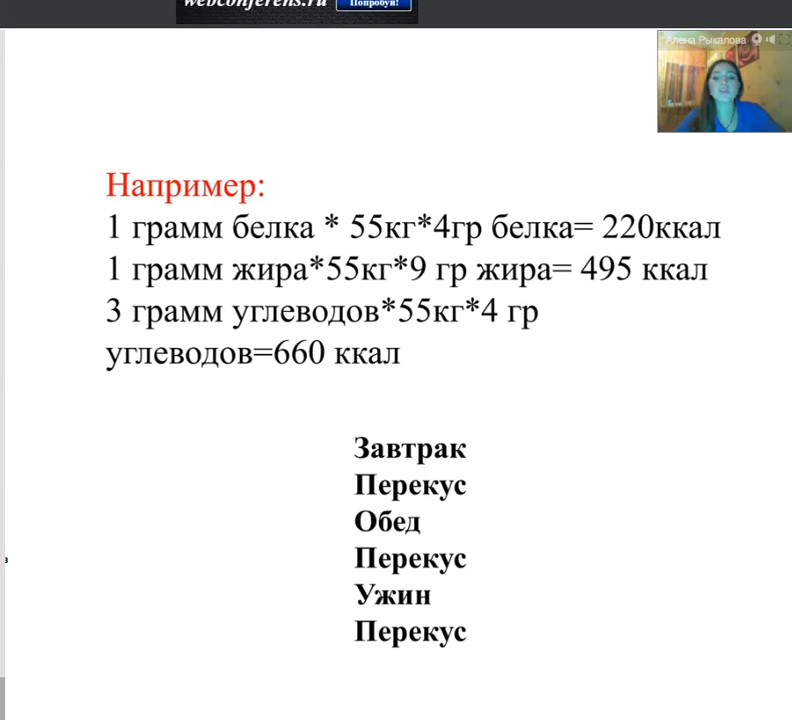 webconferens.ru Попробуй!
Алена Рыкалова
Например:
1 грамм белка * 55кг*4гр белка= 220ккал
1 грамм жира*55кг*9 гр жира= 495 ккал
3 грамм углеводов*55кг*4 гр
углеводов=660 ккал
Завтрак
Перекус
Обед
Перекус
Ужин
Перекус